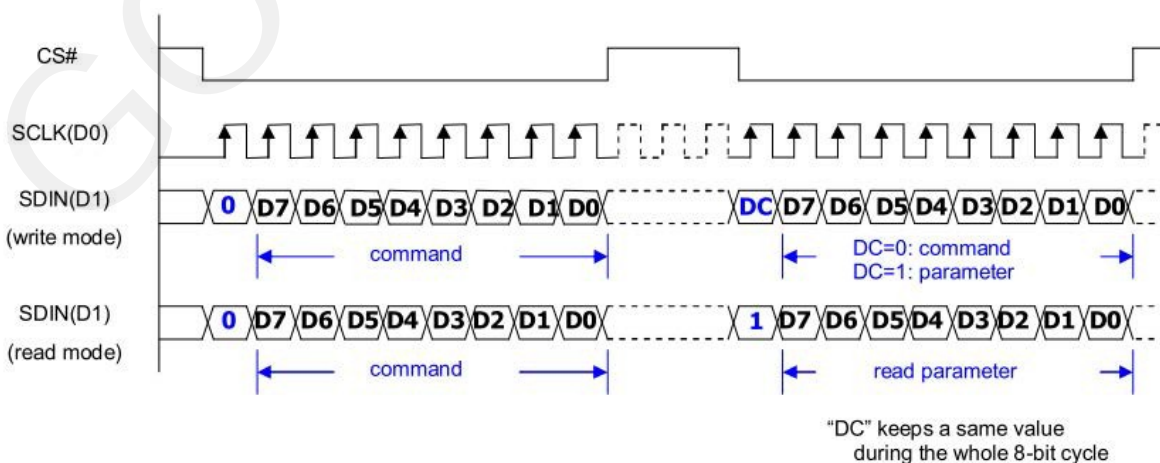 CS#
SCLK(D0)
SDIN(D1)
(write mode)
0 D7 D6 D5 D4 D3 D2 D1 D0
DC D7 D6 D5 D4 D3 D2 D1 D0
command
DC=0: command
DC=1: parameter
SDIN(D1)
(read mode)
0 D7 D6 D5 D4 D3 D2 D1 D0
1 D7 D6 D5 D4 D3 D2 D1 D0
command
read parameter
“DC” keeps a same value
during the whole 8-bit cycle